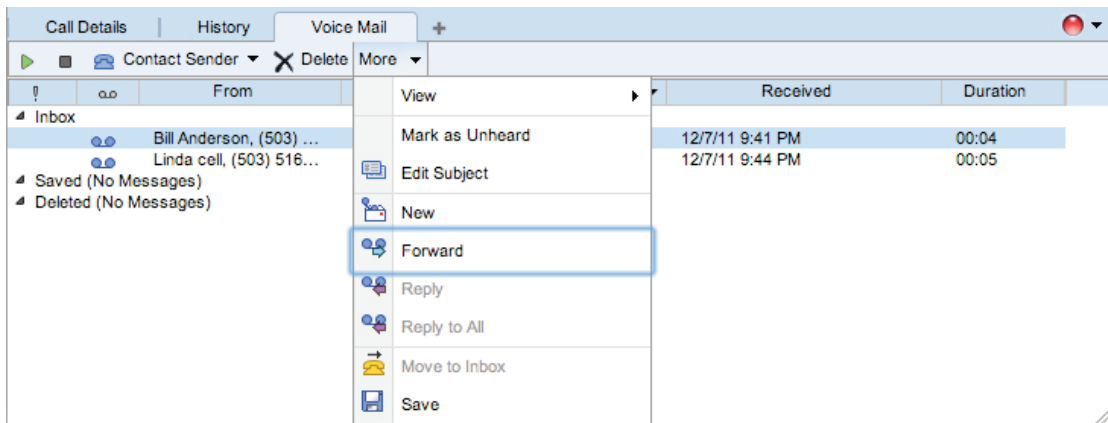 Call Details History Voice Mail
Contact Sender Delete More
From Received Duration
View
Inbox
Mark as Unheard
Bill Anderson, (503) ... 12/7/11 9:41 PM 00:04
Linda cell, (503) 516... 12/7/11 9:44 PM 00:05
Edit Subject
Saved (No Messages)
Deleted (No Messages)
New
Forward
Reply
Reply to All
Move to Inbox
Save